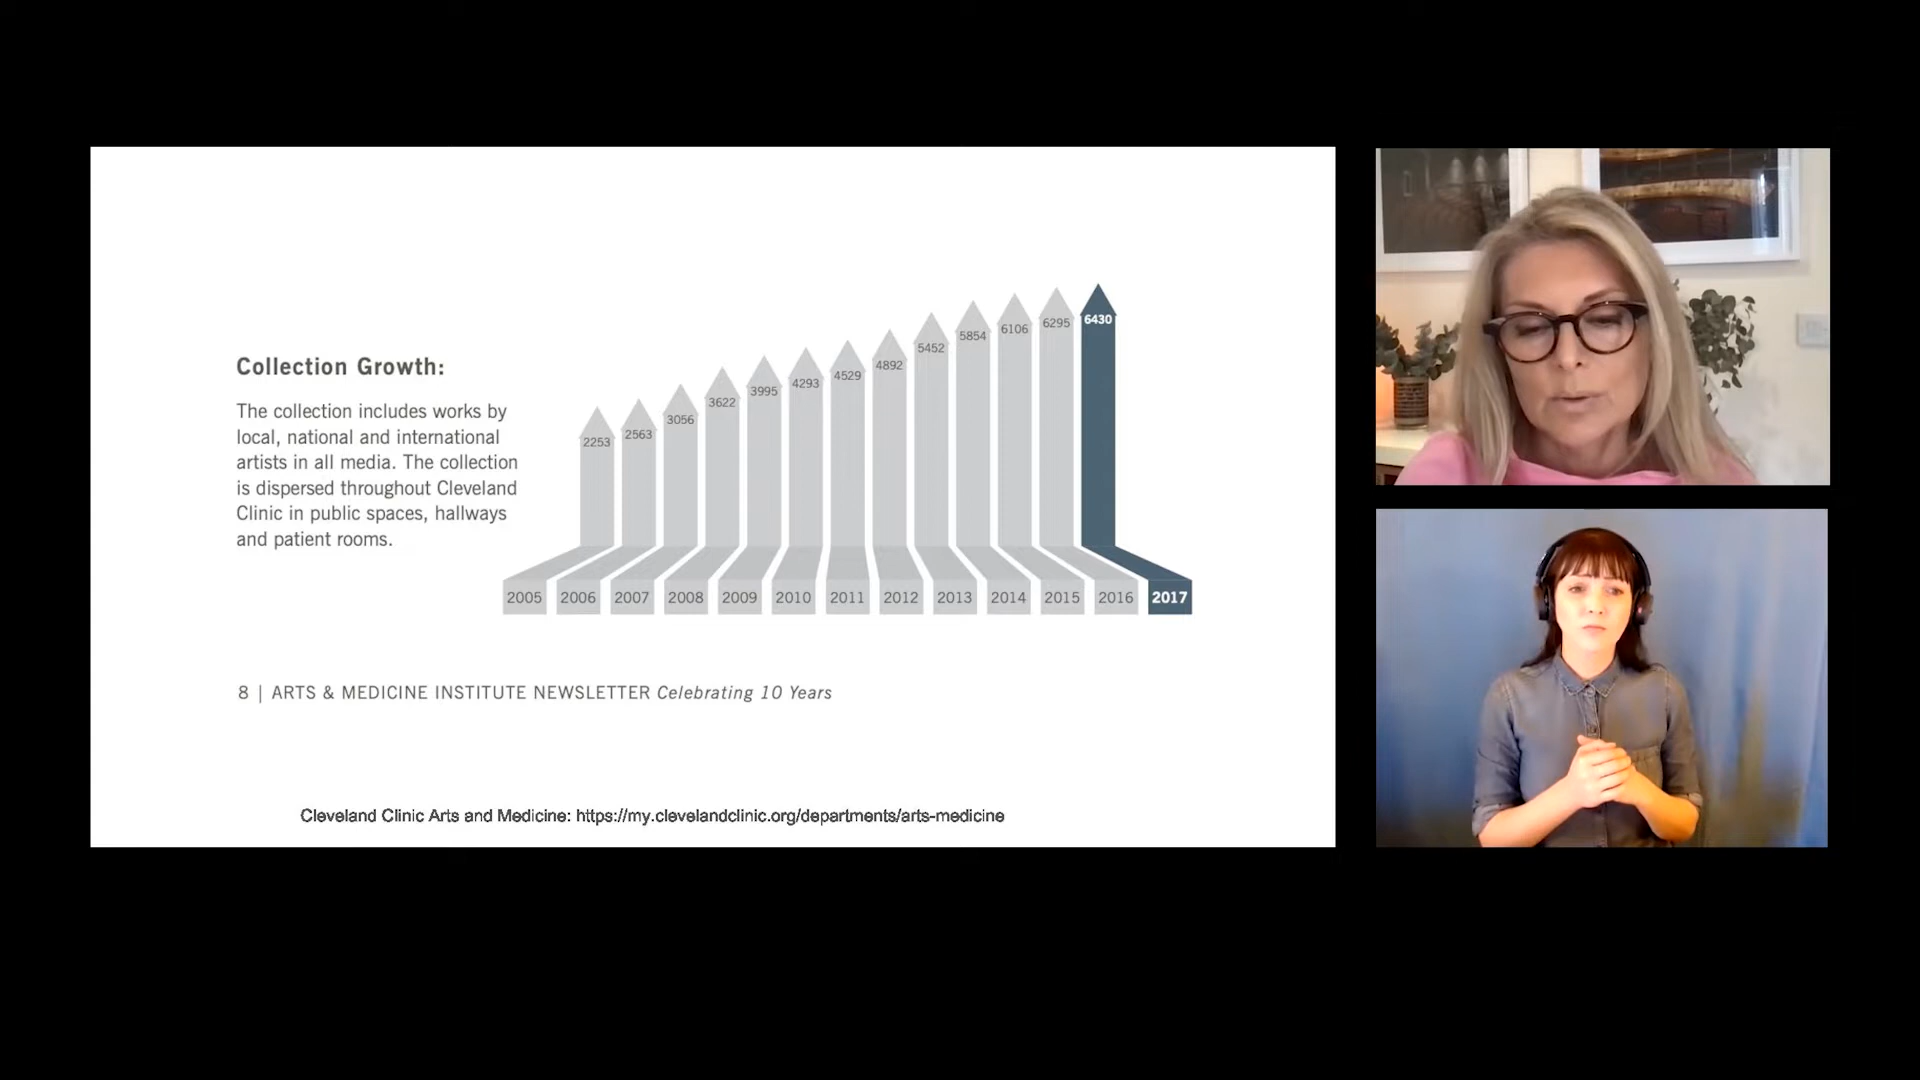 Collection Growth:
The collection includes works by
local, national and international
artists in all media. The collection
is dispersed throughout Cleveland
Clinic in public spaces, hallways
and patient rooms.
2253
2563
3056
3622
3995
4293
4529
4892
5452
5854
6106
6295
6430
2005
2006
2007
2008
2009
2010
2011
2012
2013
2014
2015
2016
2017
8 | ARTS & MEDICINE INSTITUTE NEWSLETTER Celebrating 10 Years
Cleveland Clinic Arts and Medicine: https://my.clevelandclinic.org/departments/arts-medicine